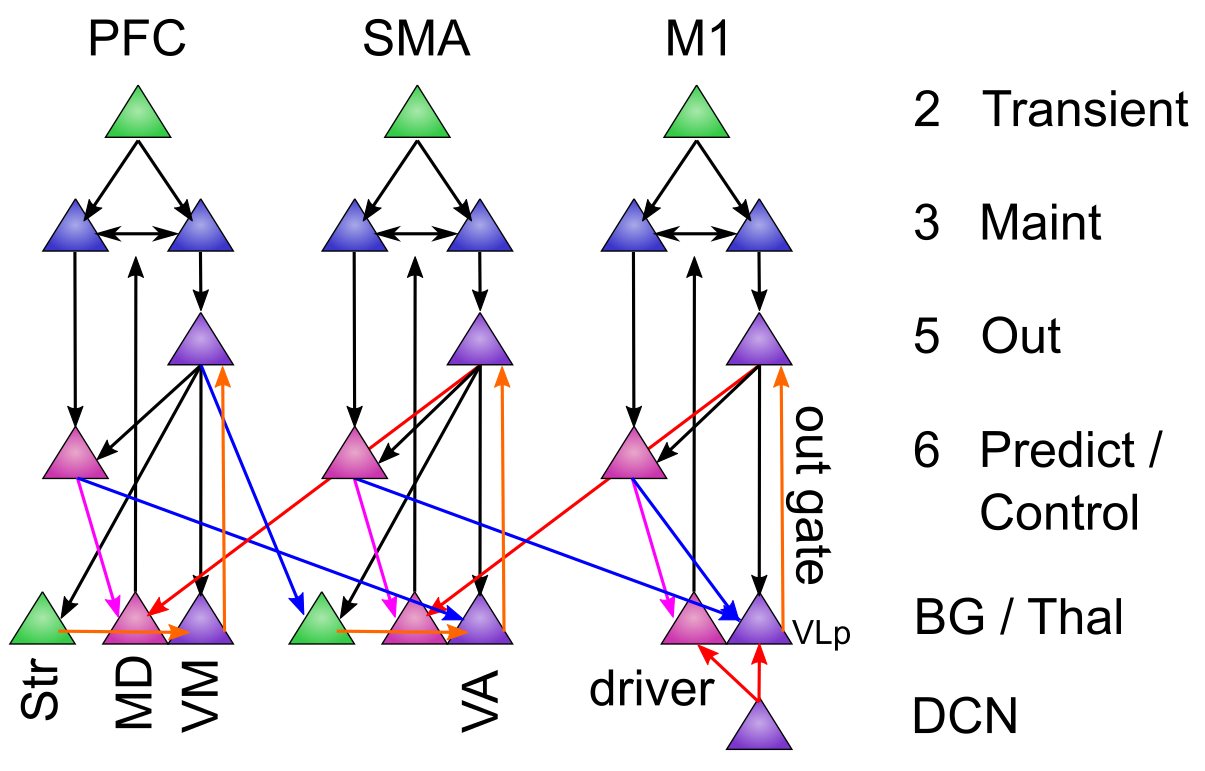 PFC
SMA
M1
2 Transient
3 Maint
5 Out
out gate
6 Predict /
Control
BG / Thal
VLp
Str
MD
VM
VA
driver
DCN